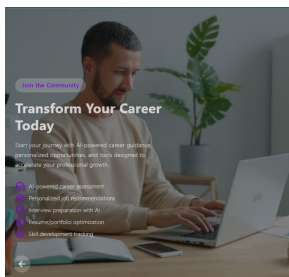 Join the Community
Transform Your Career
Today
Start your journey with AI-powered career guidance,
personalized opportunities, and tools designed to
accelerate your professional growth.
AI-powered career assessment
Personalized job recommendations
Interview preparation with AI
Resume/portfolio optimization
Skill development tracking